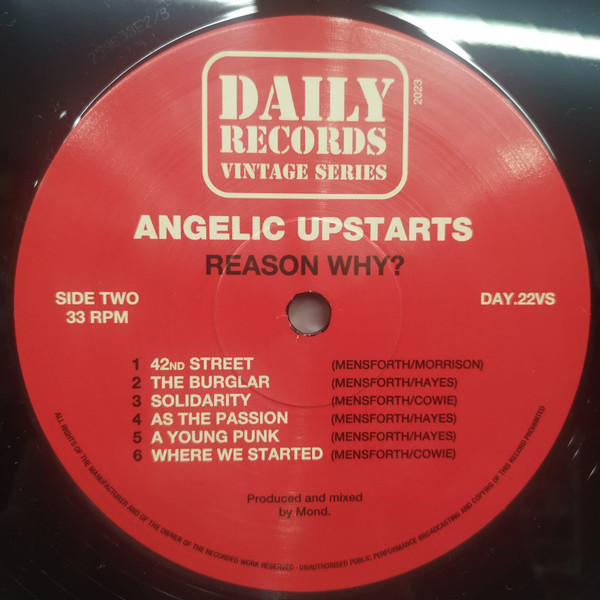 DAILY
RECORDS
VINTAGE SERIES
2023
ANGELIC UPSTARTS
REASON WHY?
SIDE TWO
33 RPM
DAY.22VS
1 42ND STREET (MENSFORTH/MORRISON)
2 THE BURGLAR (MENSFORTH/HAYES)
3 SOLIDARITY (MENSFORTH/COWIE)
4 AS THE PASSION (MENSFORTH/HAYES)
5 A YOUNG PUNK (MENSFORTH/HAYES)
6 WHERE WE STARTED (MENSFORTH/COWIE)
Produced and mixed
by Mond.
ALL RIGHTS OF THE MANUFACTURER AND OF THE OWNER OF THE RECORDED WORK RESERVED - UNAUTHORISED PUBLIC PERFORMANCE BROADCASTING AND COPYING OF THIS RECORD PROHIBITED